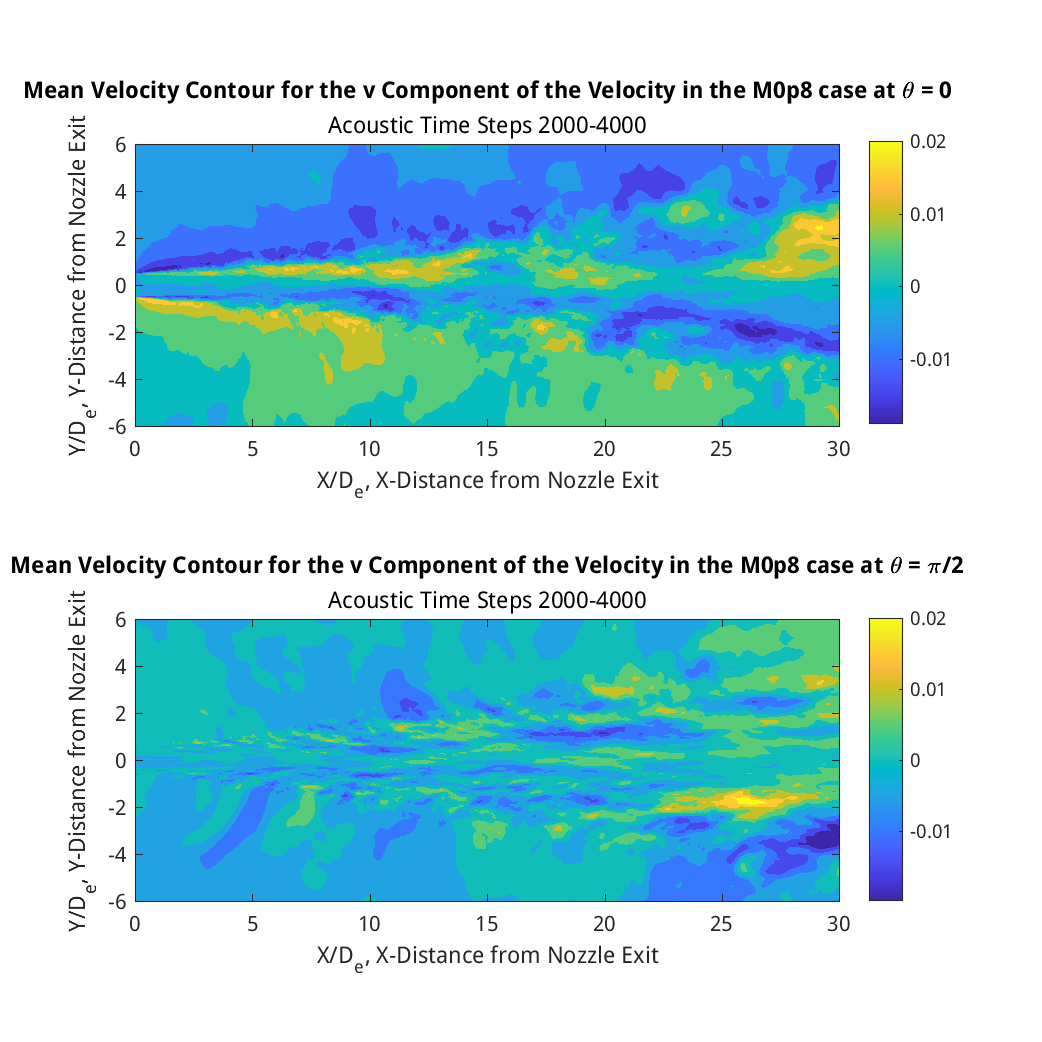 Mean Velocity Contour for the v Component of the Velocity in the M0p8 case at θ = 0
Acoustic Time Steps 2000-4000
Y/De, Y-Distance from Nozzle Exit
6
4
2
0
-2
-4
-6
0 5 10 15 20 25 30
X/De, X-Distance from Nozzle Exit
0.02
0.01
0
-0.01
Mean Velocity Contour for the v Component of the Velocity in the M0p8 case at θ = π/2
Acoustic Time Steps 2000-4000
Y/De, Y-Distance from Nozzle Exit
6
4
2
0
-2
-4
-6
0 5 10 15 20 25 30
X/De, X-Distance from Nozzle Exit
0.02
0.01
0
-0.01